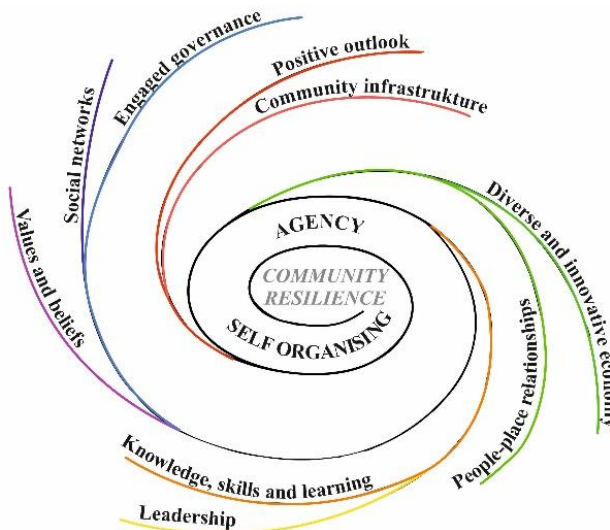 Engaged governance
Positive outlook
Community infrastrukture
Social networks
Values and beliefs
AGENCY
COMMUNITY
RESILIENCE
SELF ORGANISING
Diverse and innovative economy
People-place relationships
Knowledge, skills and learning
Leadership